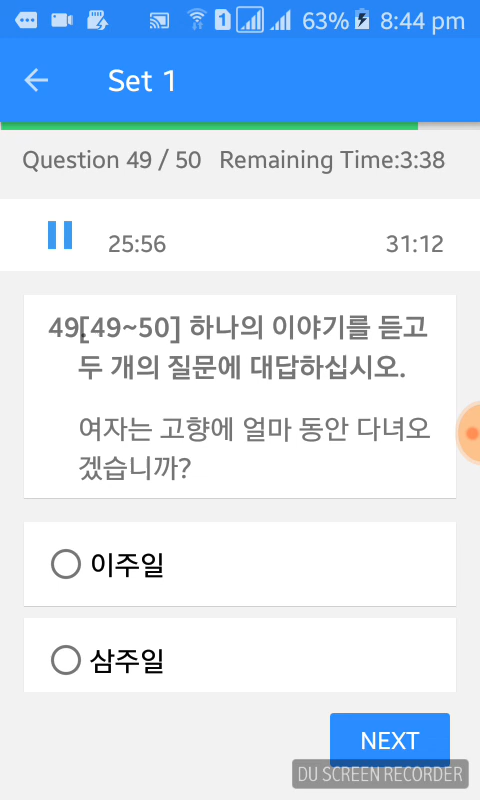 1 63% 8:44 pm
Set 1
Question 49 / 50 Remaining Time:3:38
25:56 31:12
49[49~50] 하나의 이야기를 듣고
두 개의 질문에 대답하십시오.
여자는 고향에 얼마 동안 다녀오
겠습니까?
이주일
삼주일
NEXT
DU SCREEN RECORDER